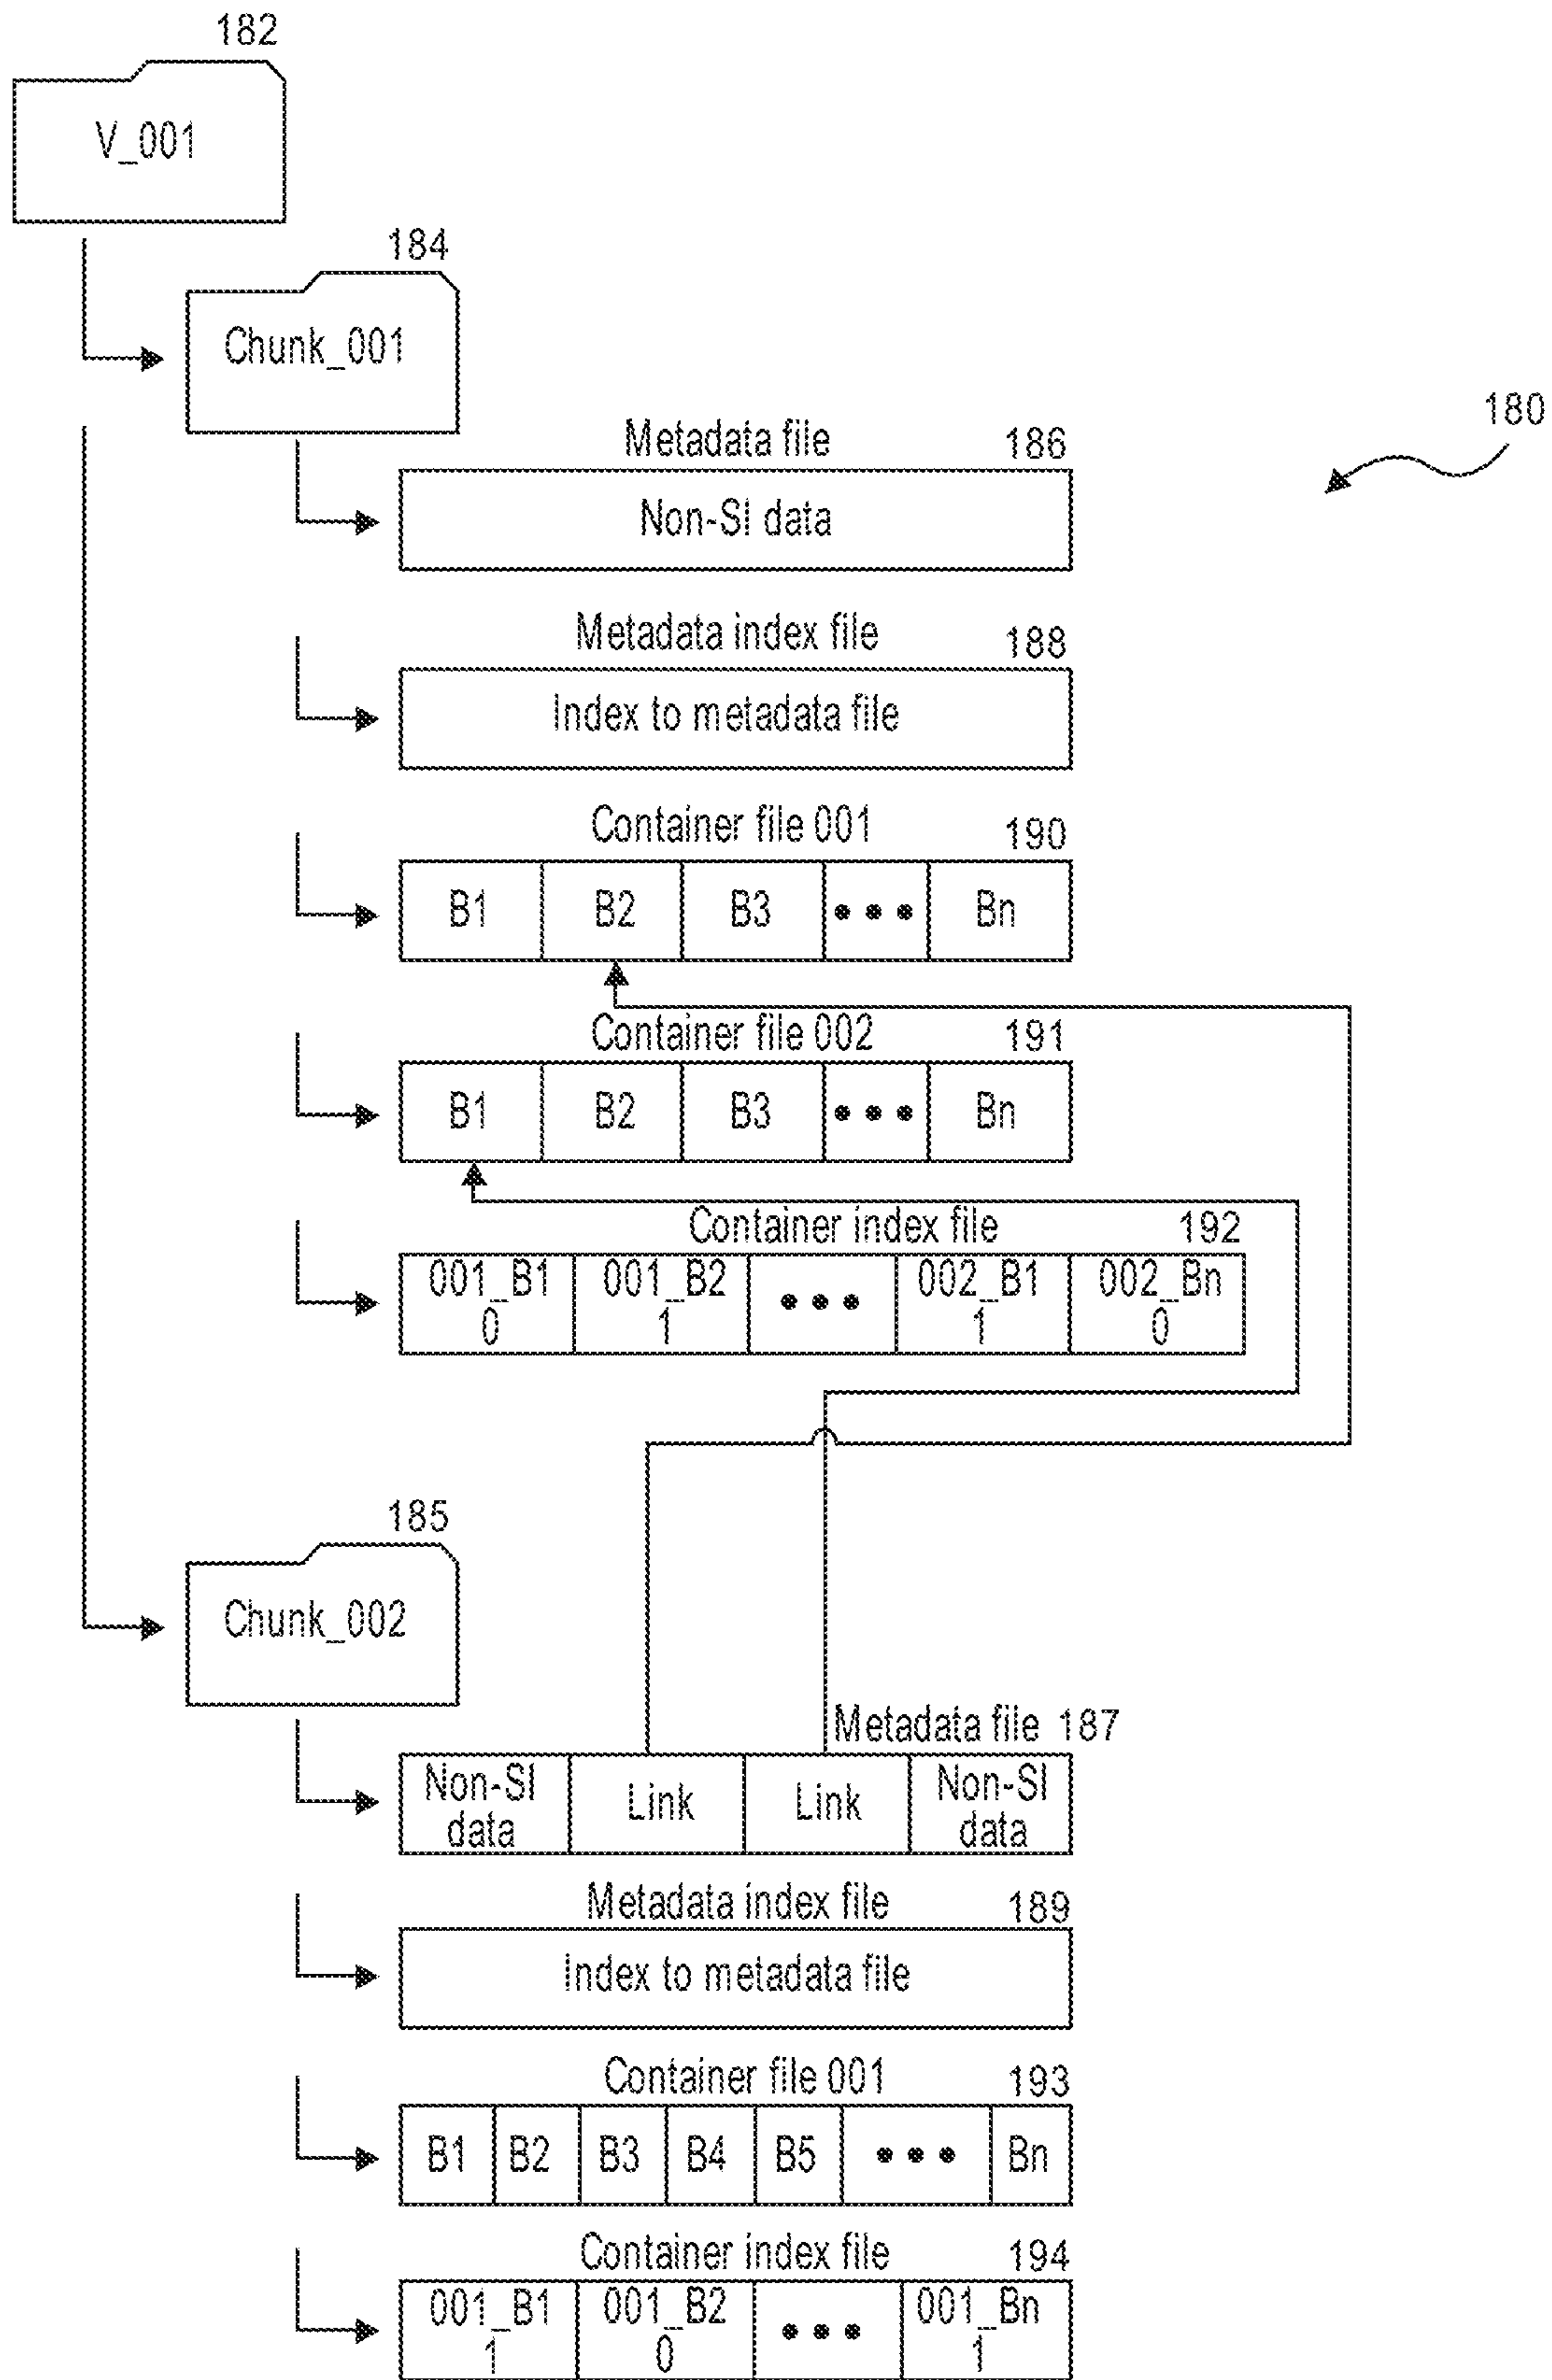 182
V_001
184
Chunk_001
180
Metadata file 186
Non-SI data
Metadata index file 188
Index to metadata file
Container file 001 190
B1 B2 B3 ••• Bn
Container file 002 191
B1 B2 B3 ••• Bn
Container index file 192
001_B1 001_B2 ••• 002_B1 002_Bn
0 1 1 0
185
Chunk_002
Metadata file 187
Non-SI Link Link Non-SI
data data
Metadata index file 189
Index to metadata file
Container file 001 193
B1 B2 B3 B4 B5 ••• Bn
Container index file 194
001_B1 001_B2 ••• 001_Bn
1 0 1